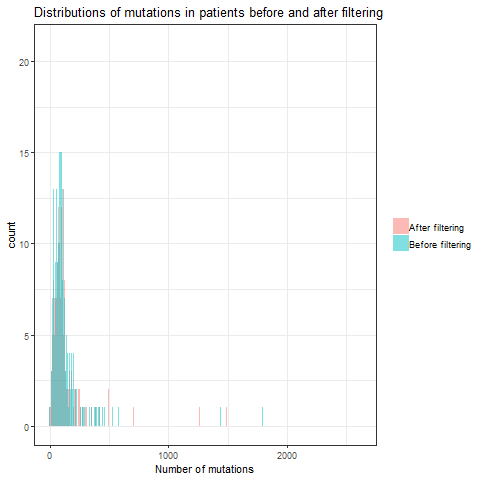 Distributions of mutations in patients before and after filtering
20
15
10
5
0
count
0
1000
2000
Number of mutations
After filtering
Before filtering